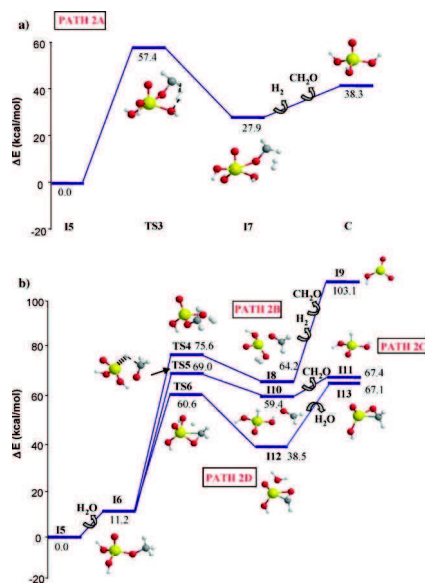 a) PATH 2A
ΔE (kcal/mol)
60
40
20
0
-20
57.4
27.9
H2
CH2O
38.3
0.0
I5 TS3 I7 C
b)
ΔE (kcal/mol)
100
80
60
40
20
0
-20
PATH 2B
PATH 2C
PATH 2D
I9
103.1
CH2O
H2
TS4 75.6
TS5 69.0
TS6
60.6
64.2
I8
I10
59.4
CH2O
I11
67.4
I13
67.1
H2O
I12 38.5
I5
0.0
H2O
I6
11.2